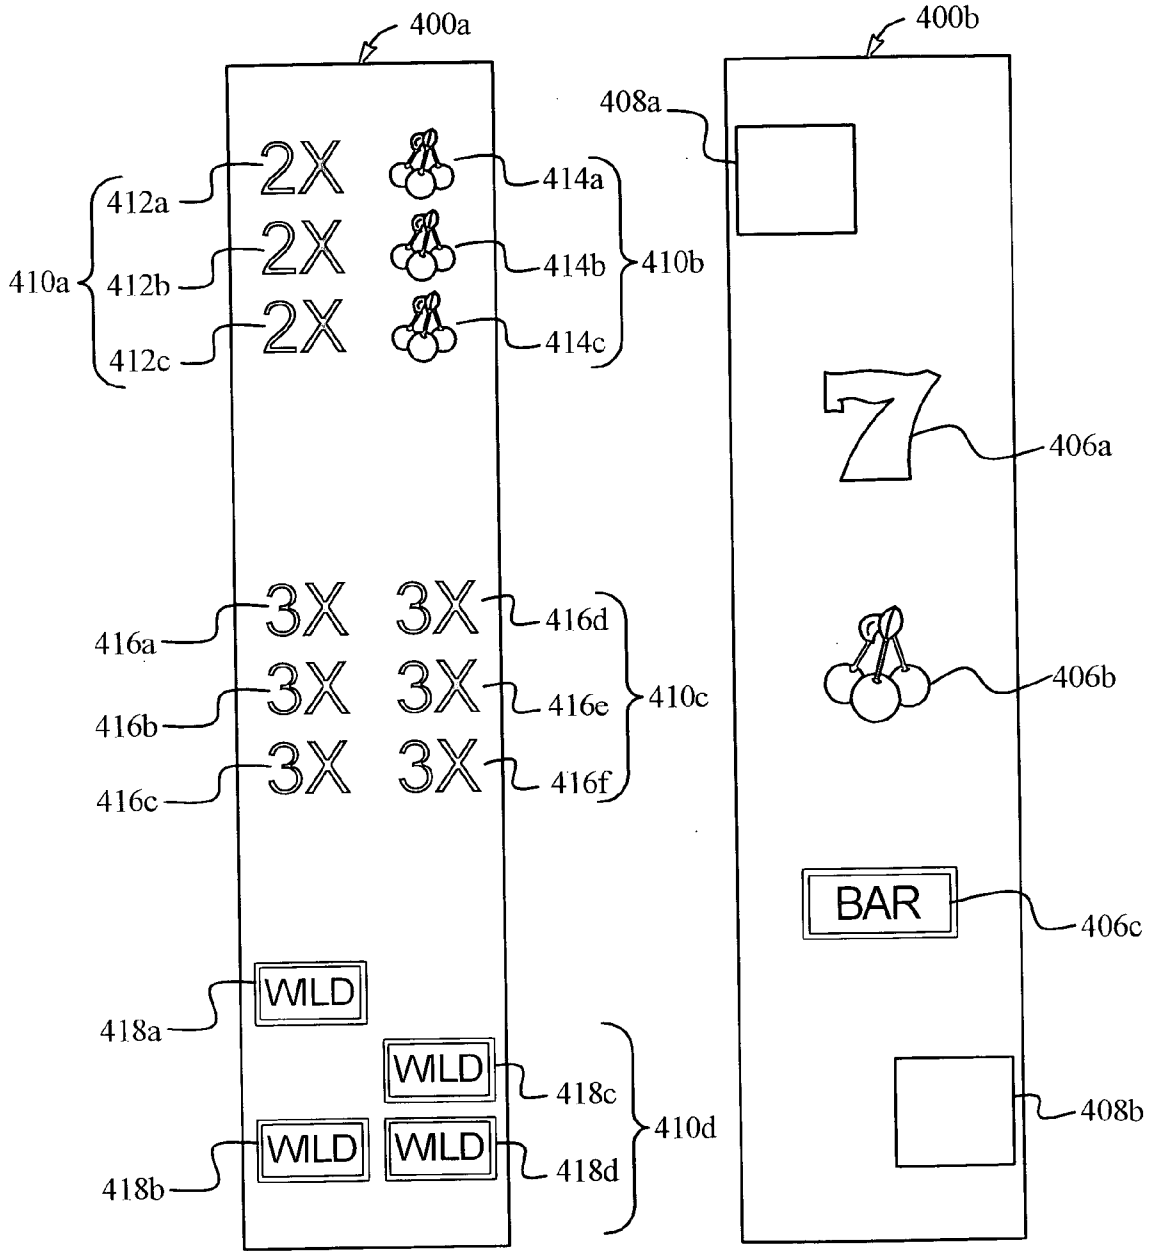 400a
400b
408a
2X
414a
412a
2X
414b
410b
410a
412b
2X
414c
412c
7
406a
3X 3X
416d
416a
406b
3X 3X
416e
410c
416b
3X 3X
416f
416c
BAR
406c
WILD
418a
WILD
418c
408b
WILD WILD
410d
418d
418b